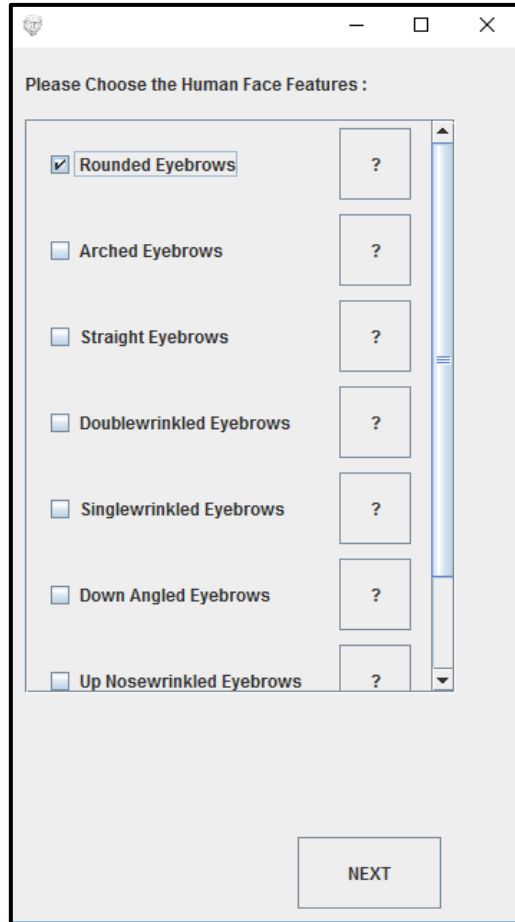 Please Choose the Human Face Features :
Rounded Eyebrows ?
Arched Eyebrows ?
Straight Eyebrows ?
Doublewrinkled Eyebrows ?
Singlewrinkled Eyebrows ?
Down Angled Eyebrows ?
Up Nosewrinkled Eyebrows ?
NEXT